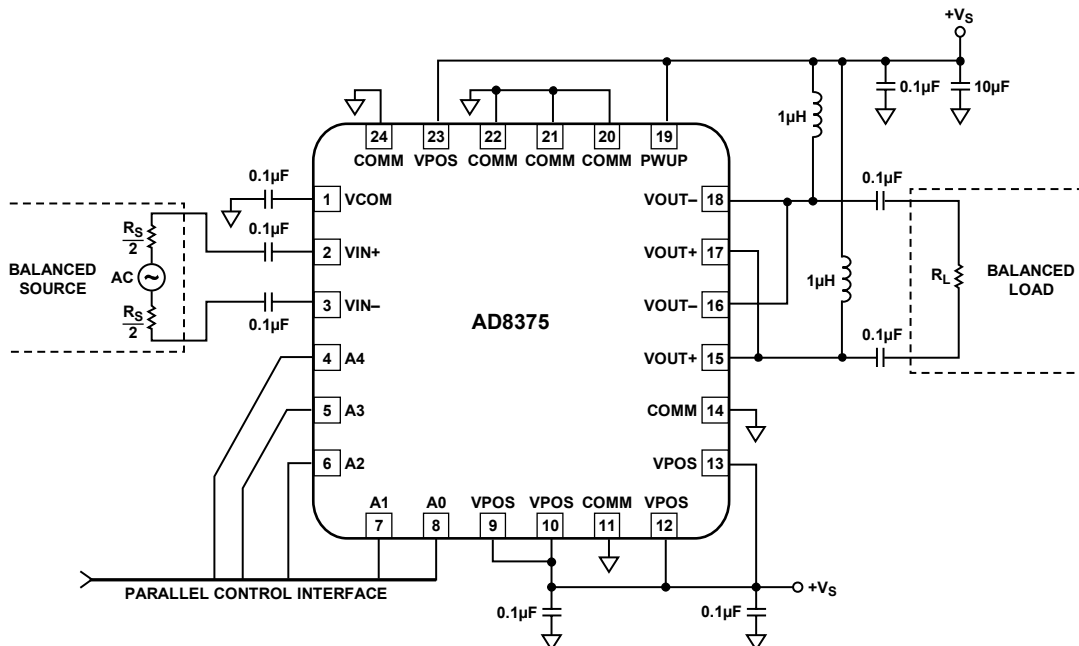 +VS
0.1µF
10µF
1µH
24
23
22
21
20
19
COMM
VPOS
COMM
COMM
COMM
PWUP
0.1µF
1
VCOM
VOUT–
18
0.1µF
RS
2
0.1µF
2
VIN+
VOUT+
17
BALANCED
SOURCE
AC
1µH
RL
BALANCED
LOAD
RS
2
3
VIN–
VOUT–
16
0.1µF
AD8375
0.1µF
4
A4
VOUT+
15
5
A3
COMM
14
6
A2
VPOS
13
A1
A0
VPOS
VPOS
COMM
VPOS
7
8
9
10
11
12
PARALLEL CONTROL INTERFACE
+VS
0.1µF
0.1µF